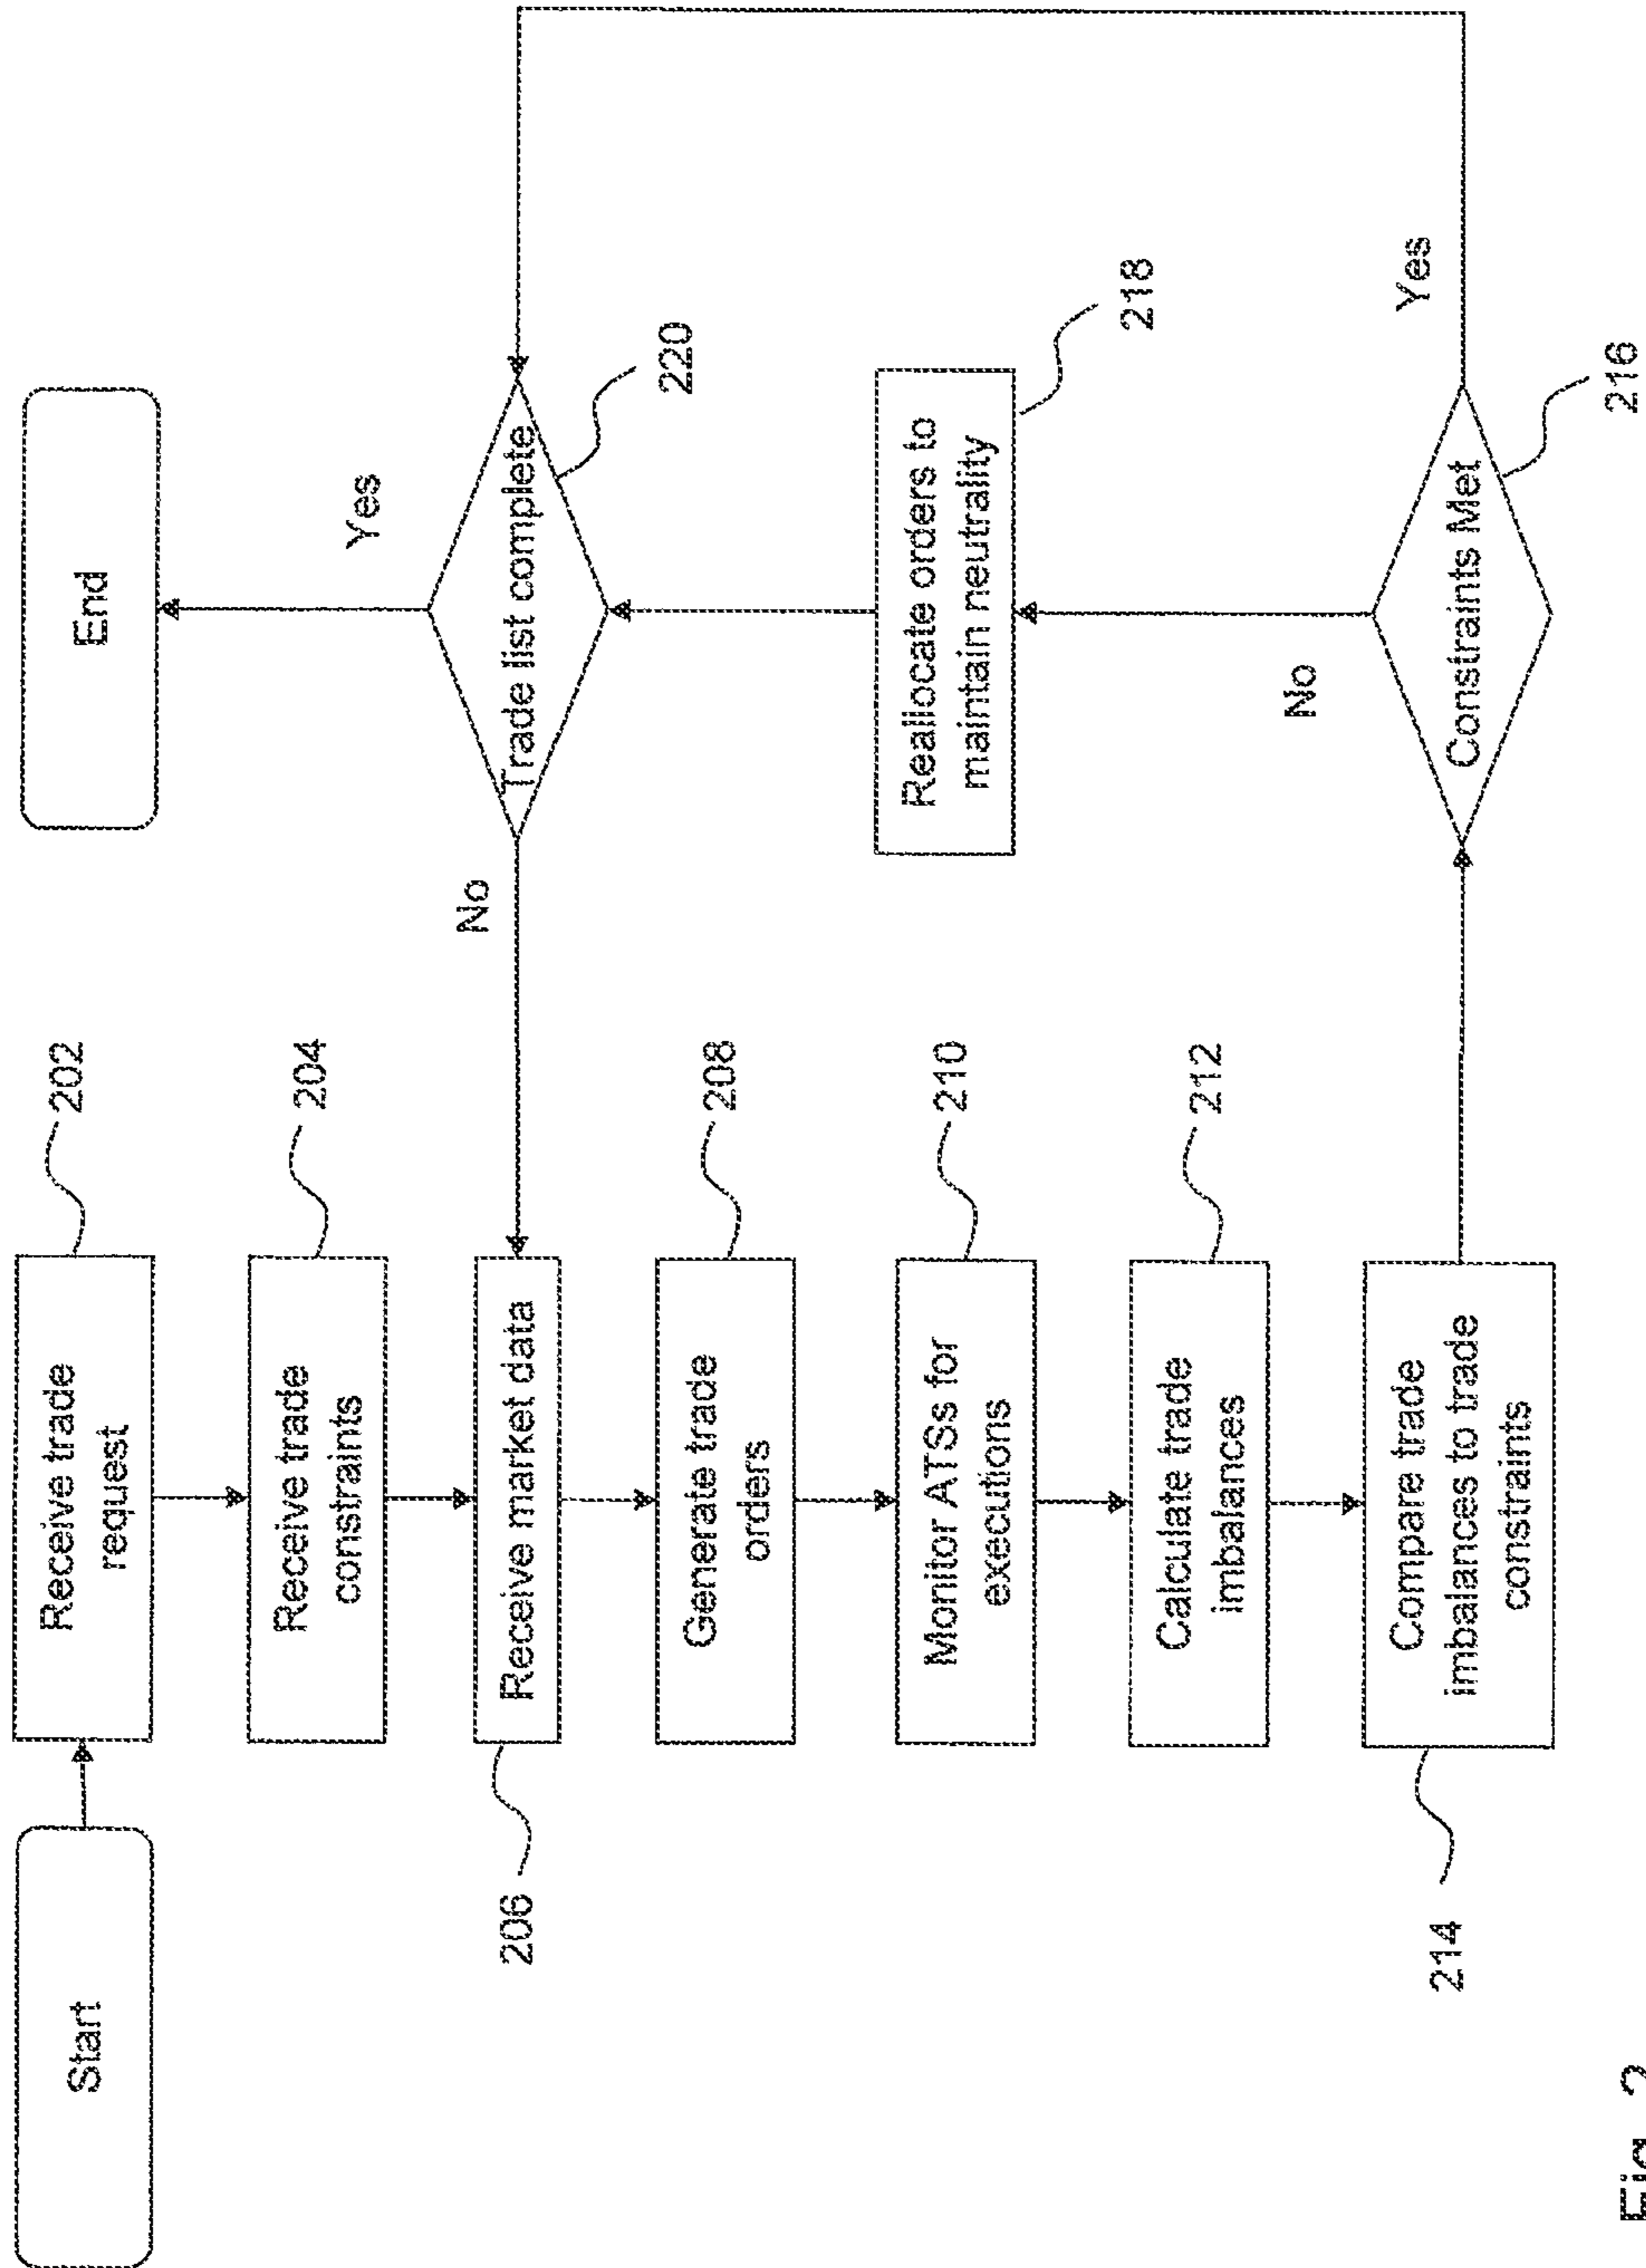 Start
Receive trade
request
202
Receive trade
constraints
204
Receive market data
206
Generate trade
orders
208
Monitor ATSs for
executions
210
Calculate trade
imbalances
212
Compare trade
imbalances to trade
constraints
214
Constraints Met
216
No
Yes
Reallocate orders to
maintain neutrality
218
Trade list complete
220
No
Yes
End
Fig. 2